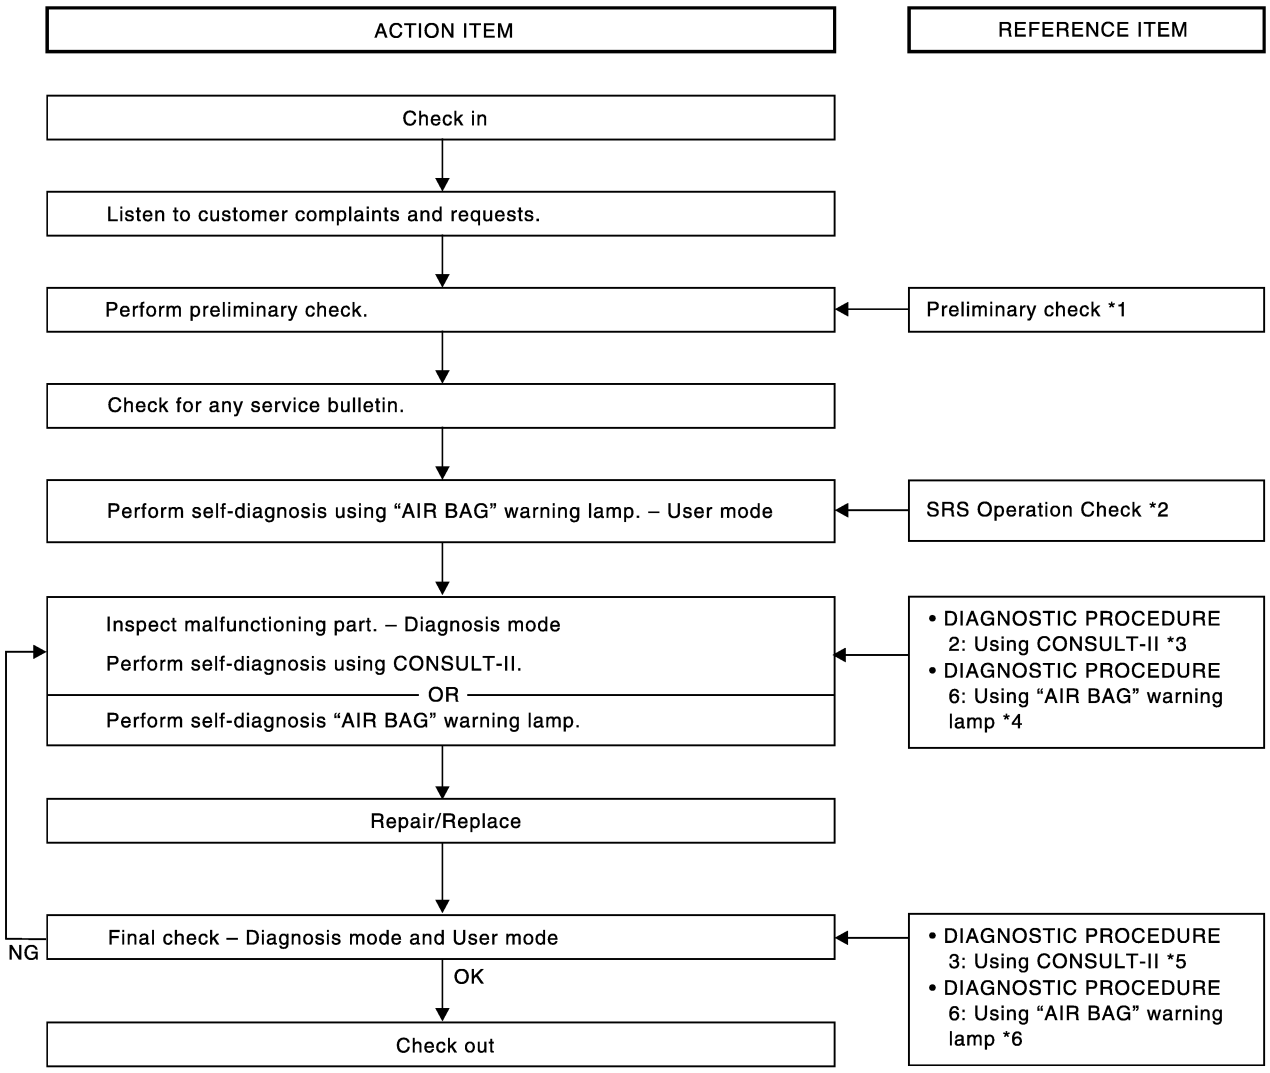 ACTION ITEM
REFERENCE ITEM
Check in
Listen to customer complaints and requests.
Perform preliminary check.
Preliminary check *1
Check for any service bulletin.
Perform self-diagnosis using “AIR BAG” warning lamp. – User mode
SRS Operation Check *2
Inspect malfunctioning part. – Diagnosis mode
Perform self-diagnosis using CONSULT-II.
OR
Perform self-diagnosis “AIR BAG” warning lamp.
• DIAGNOSTIC PROCEDURE
2: Using CONSULT-II *3
• DIAGNOSTIC PROCEDURE
6: Using “AIR BAG” warning
lamp *4
Repair/Replace
Final check – Diagnosis mode and User mode
NG
OK
• DIAGNOSTIC PROCEDURE
3: Using CONSULT-II *5
• DIAGNOSTIC PROCEDURE
6: Using “AIR BAG” warning
lamp *6
Check out